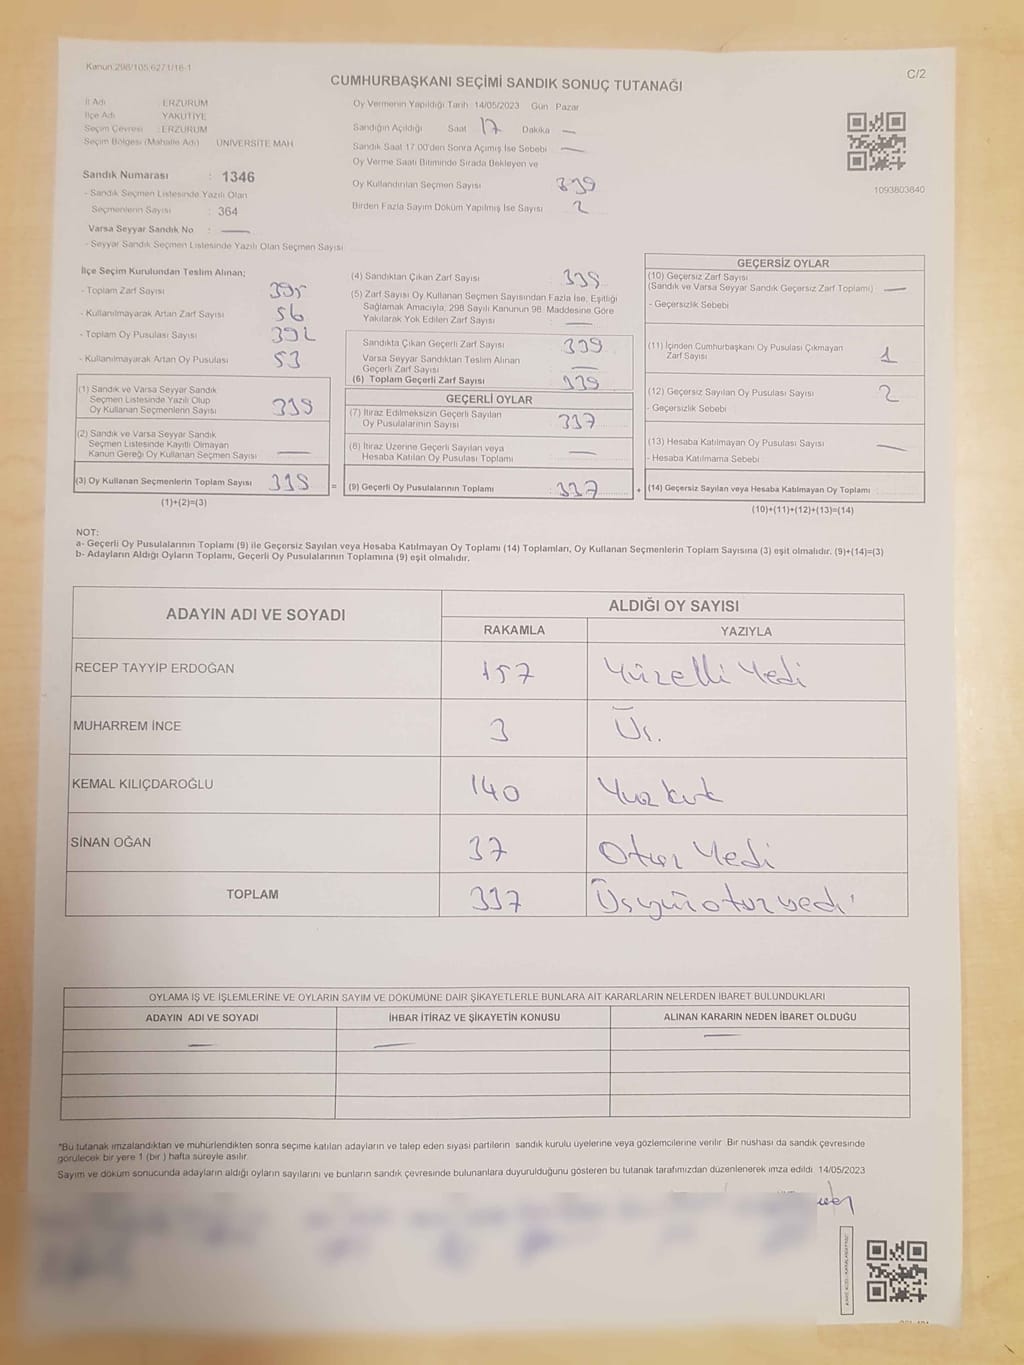 Kanun 298/105,6271/16-1
C/2
CUMHURBAŞKANI SEÇİMİ SANDIK SONUÇ TUTANAĞI
İl Adı : ERZURUM
İlçe Adı : YAKUTİYE
Seçim Çevresi : ERZURUM
Seçim Bölgesi (Mahalle Adı) ÜNİVERSİTE MAH
Sandık Numarası : 1346
- Sandık Seçmen Listesinde Yazılı Olan
Seçmenlerin Sayısı : 364
Varsa Seyyar Sandık No : —
- Seyyar Sandık Seçmen Listesinde Yazılı Olan Seçmen Sayısı
Oy Vermenin Yapıldığı Tarih 14/05/2023 Gün : Pazar
Sandığın Açıldığı Saat 17 Dakika —
Sandık Saat 17.00'den Sonra Açımış İse Sebebi —
Oy Verme Saati Bitiminde Sırada Bekleyen ve
Oy Kullandırılan Seçmen Sayısı 339
Birden Fazla Sayım Döküm Yapılmış İse Sayısı 2
1093803840
İlçe Seçim Kurulundan Teslim Alınan;
- Toplam Zarf Sayısı 395
- Kullanılmayarak Artan Zarf Sayısı 56
- Toplam Oy Pusulası Sayısı 392
- Kullanılmayarak Artan Oy Pusulası 53
(1) Sandık ve Varsa Seyyar Sandık
Seçmen Listesinde Yazılı Olup
Oy Kullanan Seçmenlerin Sayısı 339
(2) Sandık ve Varsa Seyyar Sandık
Seçmen Listesinde Kayıtlı Olmayan
Kanun Gereği Oy Kullanan Seçmen Sayısı —
(3) Oy Kullanan Seçmenlerin Toplam Sayısı 339
(1)+(2)=(3)
(4) Sandıktan Çıkan Zarf Sayısı 339
(5) Zarf Sayısı Oy Kullanan Seçmen Sayısından Fazla İse, Eşitliği
Sağlamak Amacıyla, 298 Sayılı Kanunun 98. Maddesine Göre
Yakılarak Yok Edilen Zarf Sayısı —
Sandıkta Çıkan Geçerli Zarf Sayısı 339
Varsa Seyyar Sandıktan Teslim Alınan
Geçerli Zarf Sayısı —
(6) Toplam Geçerli Zarf Sayısı 339
GEÇERLİ OYLAR
(7) İtiraz Edilmeksizin Geçerli Sayılan
Oy Pusulalarının Sayısı 337
(8) İtiraz Üzerine Geçerli Sayılan veya
Hesaba Katılan Oy Pusulası Toplamı —
= (9) Geçerli Oy Pusulalarının Toplamı : 337
GEÇERSİZ OYLAR
(10) Geçersiz Zarf Sayısı
(Sandık ve Varsa Seyyar Sandık Geçersiz Zarf Toplamı) —
- Geçersizlik Sebebi
(11) İçinden Cumhurbaşkanı Oy Pusulası Çıkmayan
Zarf Sayısı 1
(12) Geçersiz Sayılan Oy Pusulası Sayısı 2
- Geçersizlik Sebebi
(13) Hesaba Katılmayan Oy Pusulası Sayısı —
- Hesaba Katılmama Sebebi
+ (14) Geçersiz Sayılan veya Hesaba Katılmayan Oy Toplamı
(10)+(11)+(12)+(13)=(14)
NOT:
a- Geçerli Oy Pusulalarının Toplamı (9) ile Geçersiz Sayılan veya Hesaba Katılmayan Oy Toplamı (14) Toplamları, Oy Kullanan Seçmenlerin Toplam Sayısına (3) eşit olmalıdır. (9)+(14)=(3)
b- Adayların Aldığı Oyların Toplamı, Geçerli Oy Pusulalarının Toplamına (9) eşit olmalıdır.
ADAYIN ADI VE SOYADI
ALDIĞI OY SAYISI
RAKAMLA YAZIYLA
RECEP TAYYİP ERDOĞAN 157 Yüzelli Yedi
MUHARREM İNCE 3 Üç.
KEMAL KILIÇDAROĞLU 140 Yuz kırk
SİNAN OĞAN 37 Otuz Yedi
TOPLAM 337 Üçyüzotuzyedi
OYLAMA İŞ VE İŞLEMLERİNE VE OYLARIN SAYIM VE DÖKÜMÜNE DAİR ŞİKAYETLERLE BUNLARA AİT KARARLARIN NELERDEN İBARET BULUNDUKLARI
ADAYIN ADI VE SOYADI İHBAR İTİRAZ VE ŞİKAYETİN KONUSU ALINAN KARARIN NEDEN İBARET OLDUĞU
— — —
*Bu tutanak imzalandıktan ve mühürlendikten sonra seçime katılan adayların ve talep eden siyasi partilerin sandık kurulu üyelerine veya gözlemcilerine verilir. Bir nüshası da sandık çevresinde
görülecek bir yere 1 (bir ) hafta süreyle asılır.
Sayım ve döküm sonucunda adayların aldığı oyların sayılarını ve bunların sandık çevresinde bulunanlara duyurulduğunu gösteren bu tutanak tarafımızdan düzenlenerek imza edildi. 14/05/2023